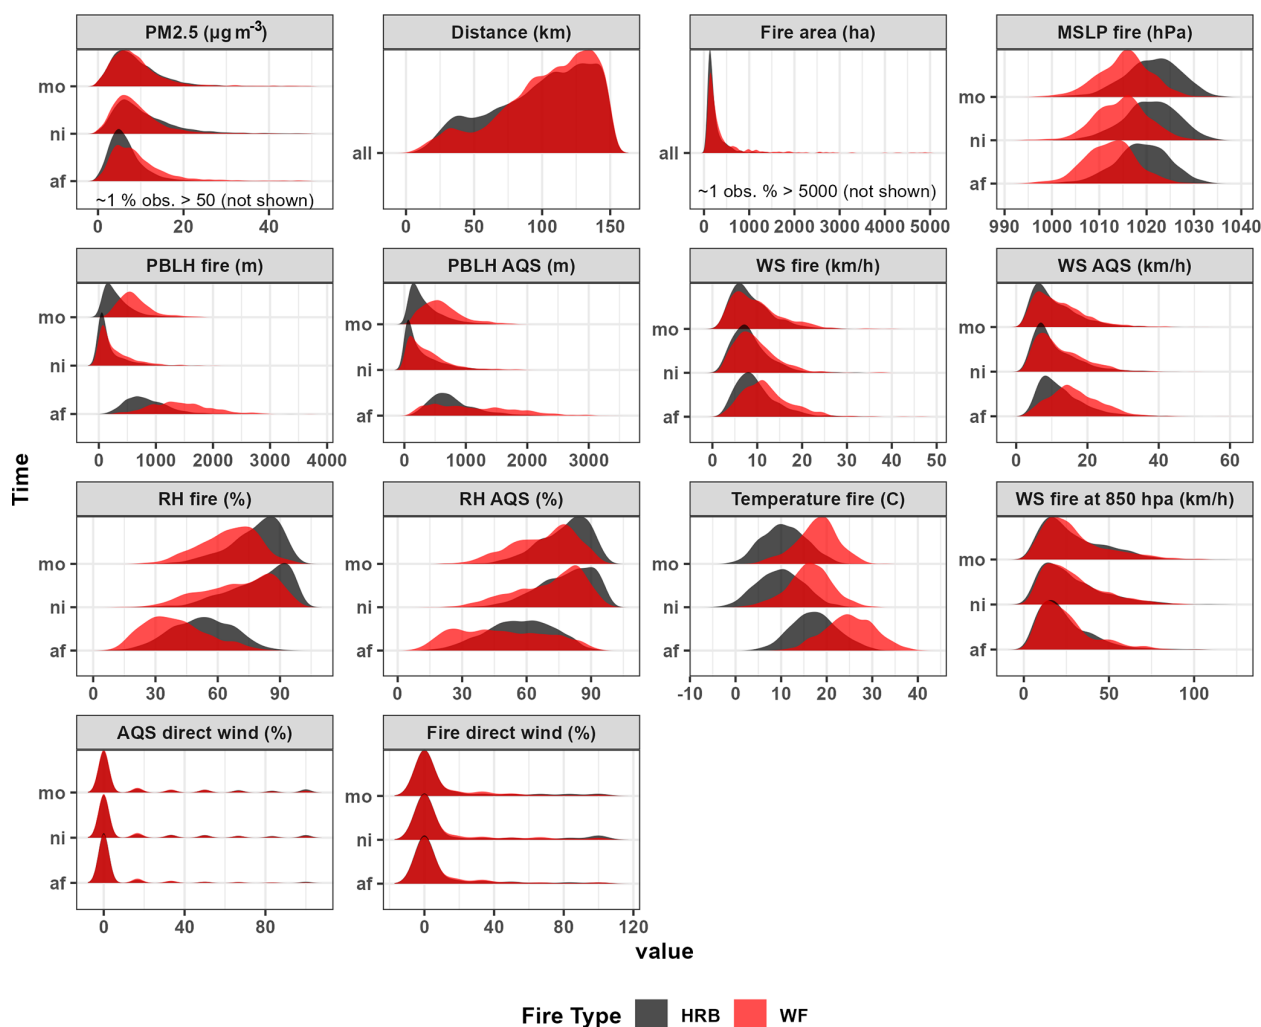 PM2.5 (µg m⁻³)
Distance (km)
Fire area (ha)
MSLP fire (hPa)
mo
ni
af
~1 % obs. > 50 (not shown)
0 20 40
all
0 50 100 150
all
~1 obs. % > 5000 (not shown)
0 1000 2000 3000 4000 5000
mo
ni
af
990 1000 1010 1020 1030 1040
PBLH fire (m)
PBLH AQS (m)
WS fire (km/h)
WS AQS (km/h)
mo
ni
af
0 1000 2000 3000 4000
mo
ni
af
0 1000 2000 3000
mo
ni
af
0 10 20 30 40 50
mo
ni
af
0 20 40 60
Time
RH fire (%)
RH AQS (%)
Temperature fire (C)
WS fire at 850 hpa (km/h)
mo
ni
af
0 30 60 90
mo
ni
af
0 30 60 90
mo
ni
af
-10 0 10 20 30 40
mo
ni
af
0 50 100
AQS direct wind (%)
Fire direct wind (%)
mo
ni
af
0 40 80
mo
ni
af
0 40 80 120
value
Fire Type HRB WF